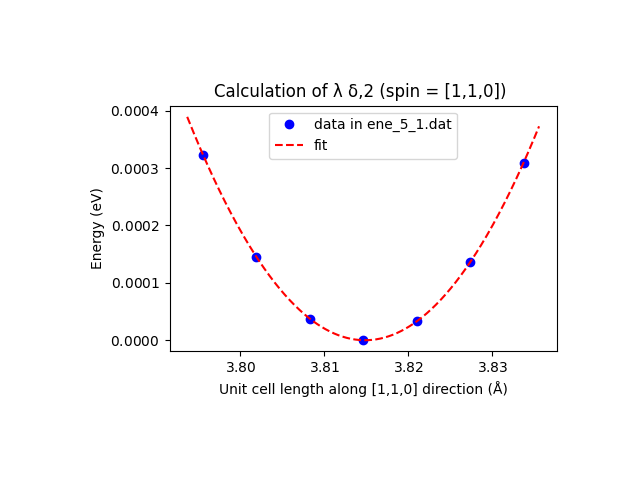 Calculation of λ δ,2 (spin = [1,1,0])
data in ene_5_1.dat
fit
Energy (eV)
0.0004
0.0003
0.0002
0.0001
0.0000
3.80 3.81 3.82 3.83
Unit cell length along [1,1,0] direction (Å)